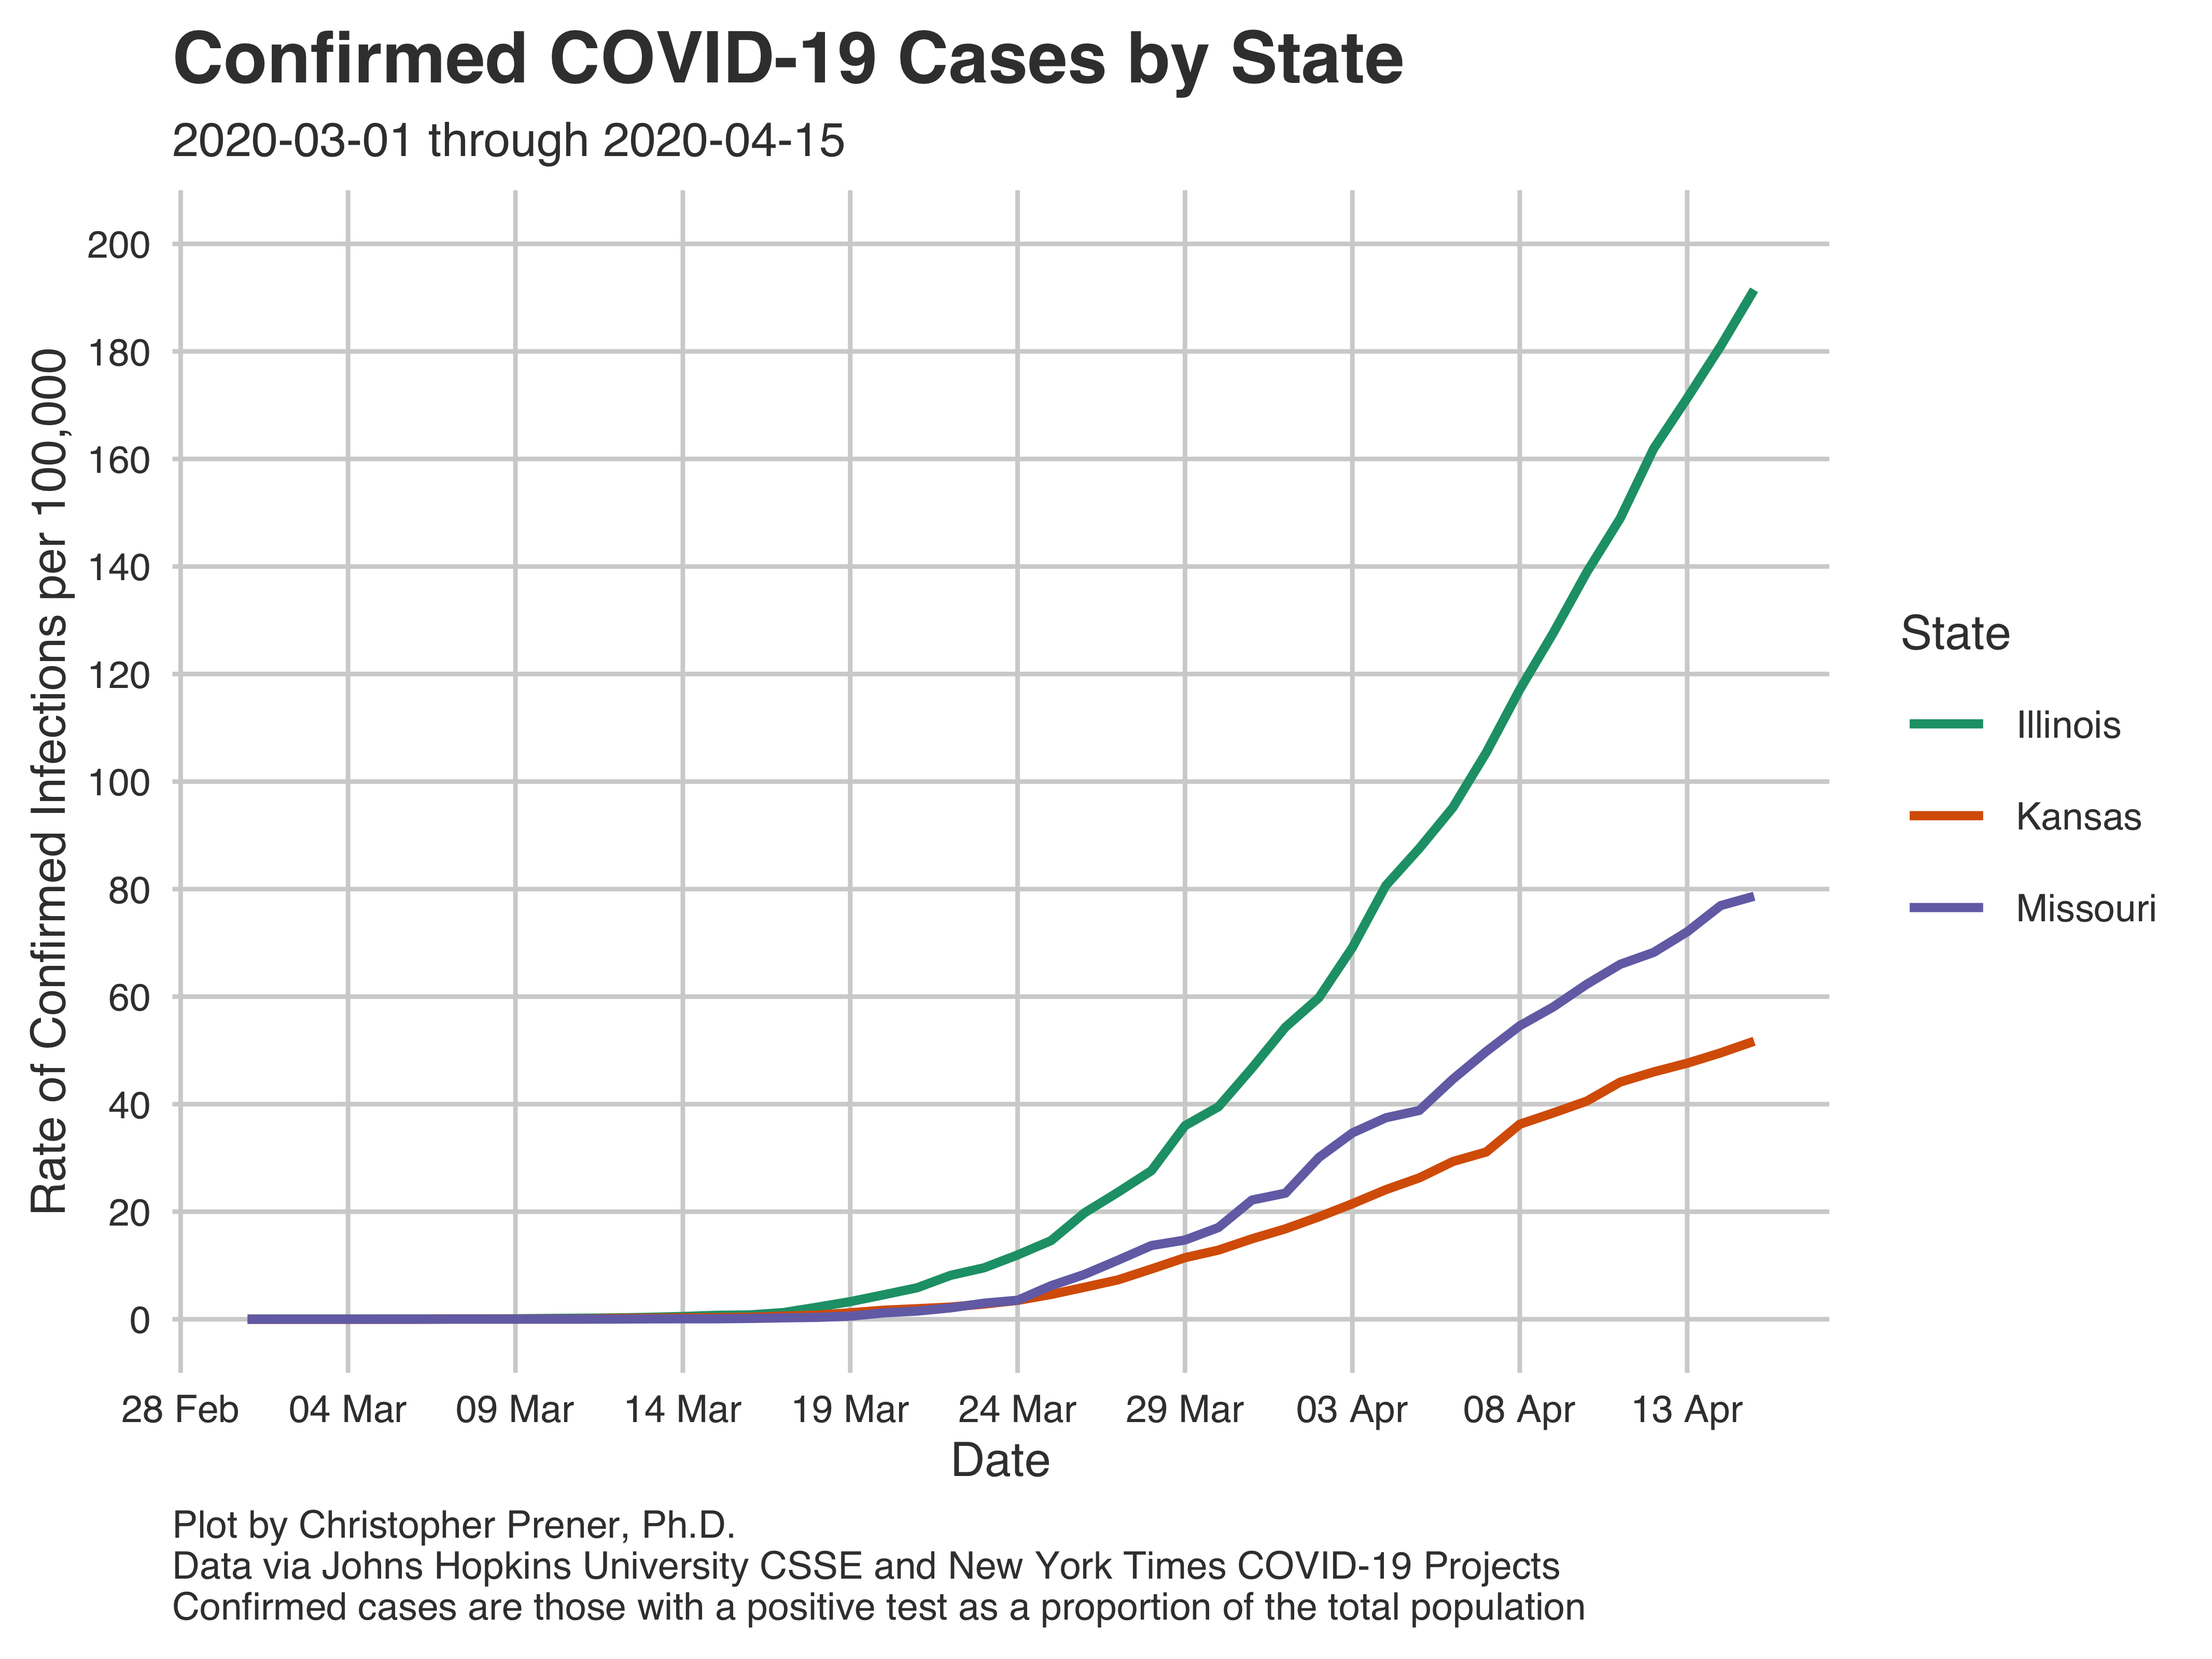 Confirmed COVID-19 Cases by State
2020-03-01 through 2020-04-15
Rate of Confirmed Infections per 100,000
200
180
160
140
120
100
80
60
40
20
0
28 Feb 04 Mar 09 Mar 14 Mar 19 Mar 24 Mar 29 Mar 03 Apr 08 Apr 13 Apr
Date
State
Illinois
Kansas
Missouri
Plot by Christopher Prener, Ph.D.
Data via Johns Hopkins University CSSE and New York Times COVID-19 Projects
Confirmed cases are those with a positive test as a proportion of the total population